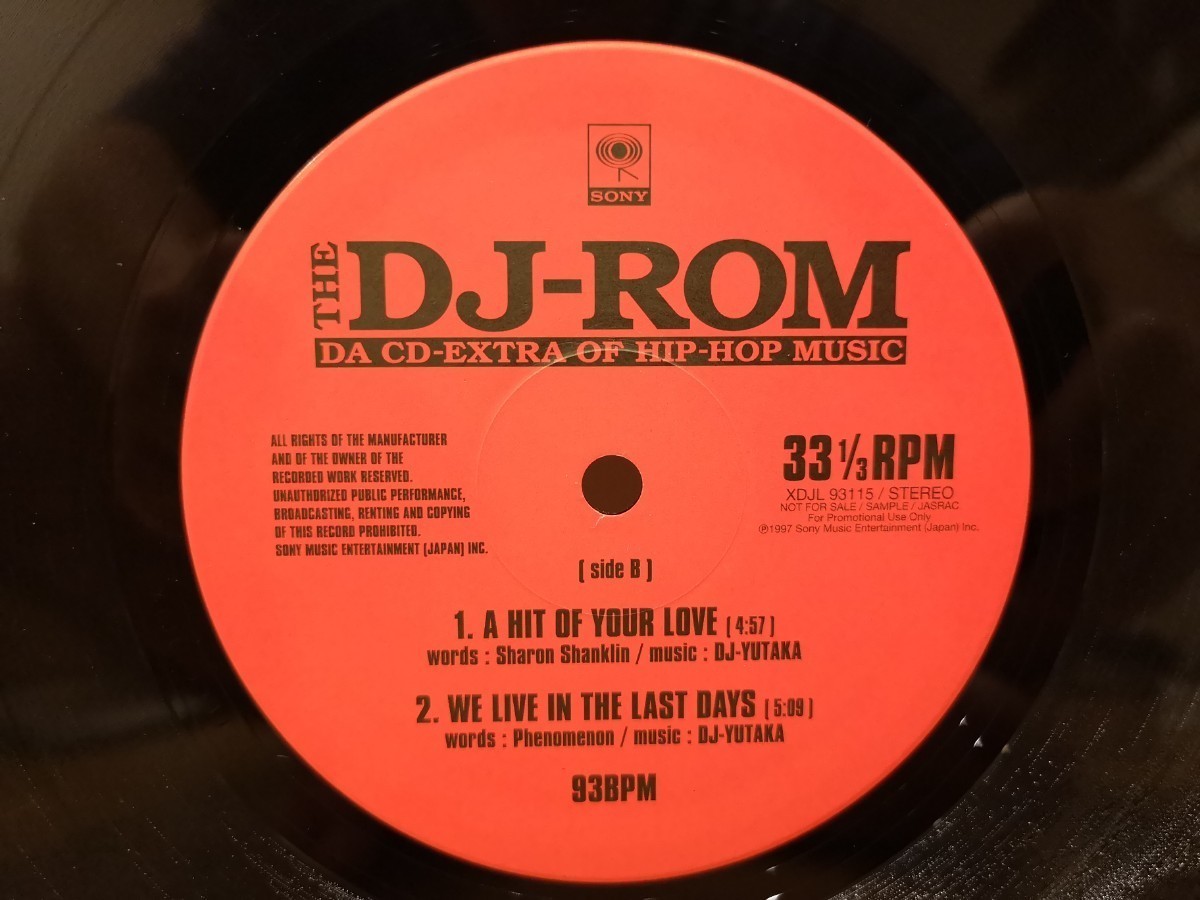 SONY
THE DJ-ROM
DA CD-EXTRA OF HIP-HOP MUSIC
ALL RIGHTS OF THE MANUFACTURER
AND OF THE OWNER OF THE
RECORDED WORK RESERVED.
UNAUTHORIZED PUBLIC PERFORMANCE,
BROADCASTING, RENTING AND COPYING
OF THIS RECORD PROHIBITED.
SONY MUSIC ENTERTAINMENT (JAPAN) INC.
33 1/3 RPM
XDJL 93115 / STEREO
NOT FOR SALE / SAMPLE / JASRAC
For Promotional Use Only
℗1997 Sony Music Entertainment (Japan) Inc.
[ side B ]
1. A HIT OF YOUR LOVE [ 4:57 ]
words : Sharon Shanklin / music : DJ-YUTAKA
2. WE LIVE IN THE LAST DAYS [ 5:09 ]
words : Phenomenon / music : DJ-YUTAKA
93BPM